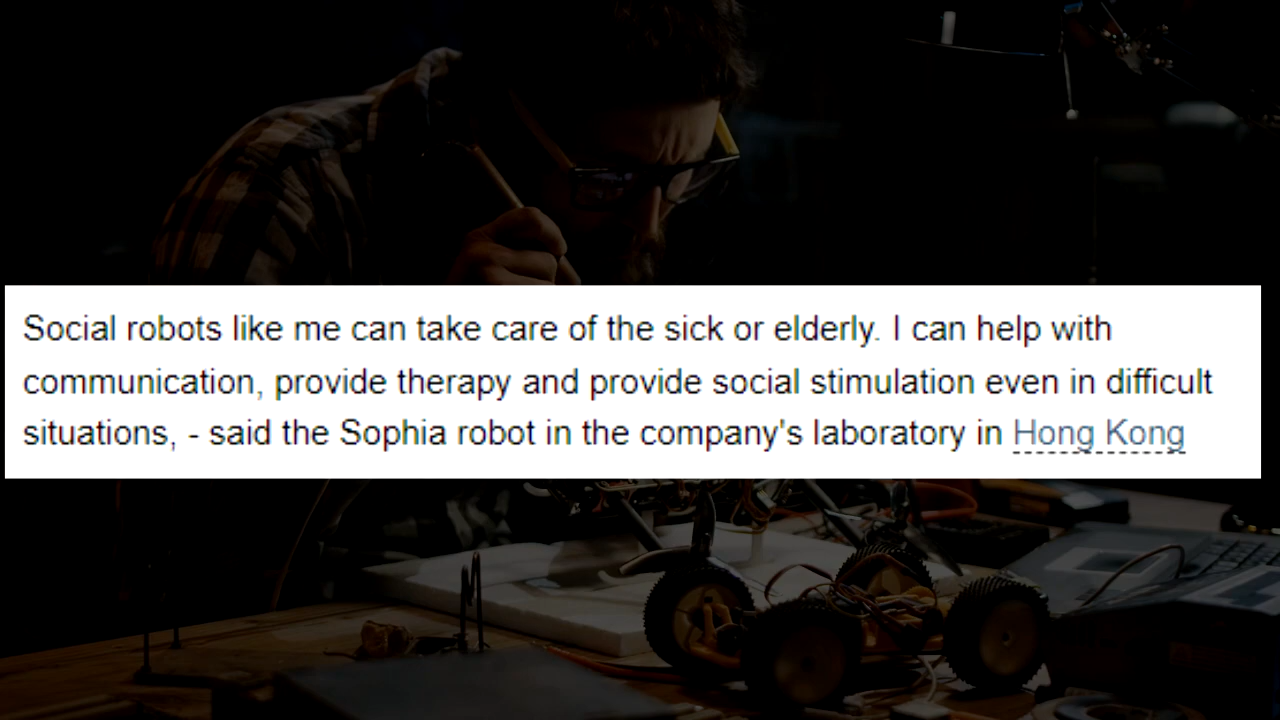 Social robots like me can take care of the sick or elderly. I can help with
communication, provide therapy and provide social stimulation even in difficult
situations, - said the Sophia robot in the company's laboratory in Hong Kong